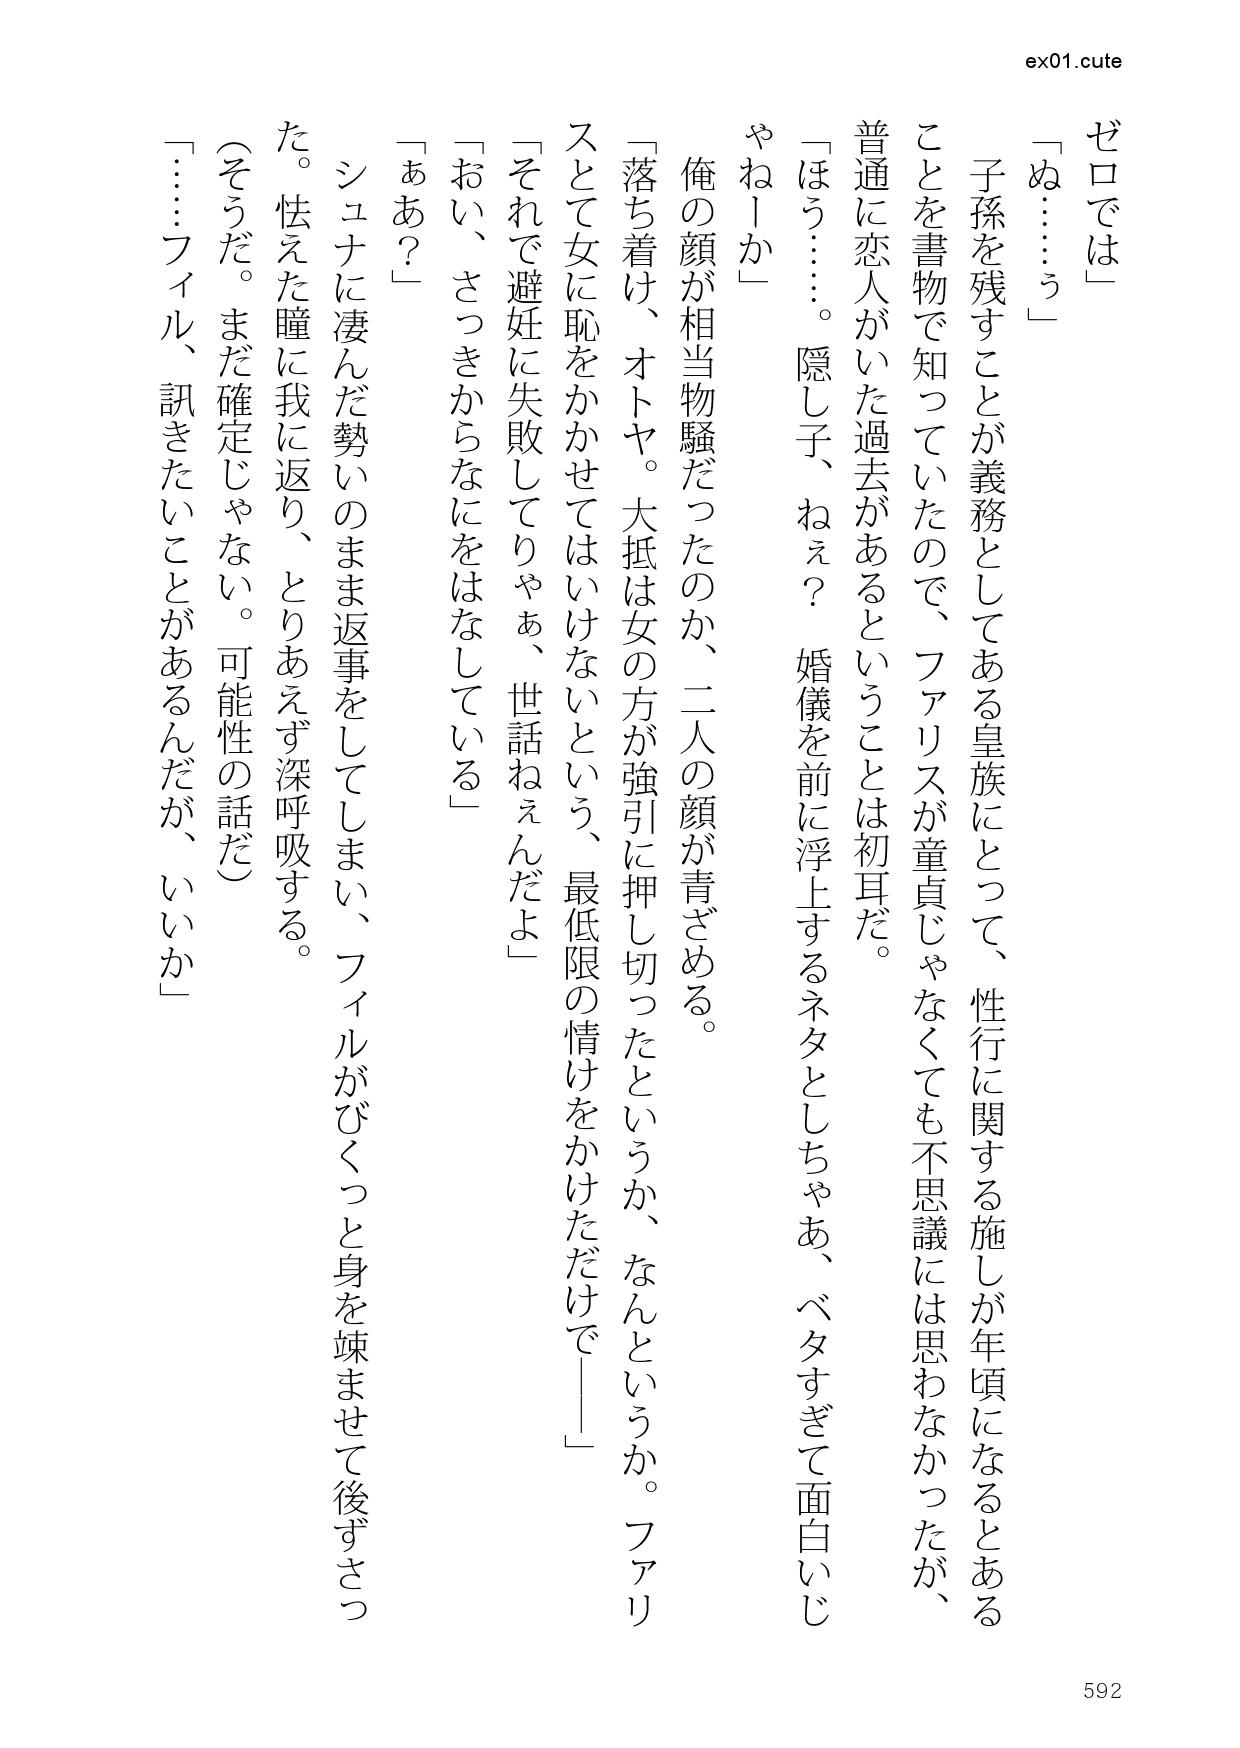 ex01.cute
ゼロでは」
「ぬ……う」
　子孫を残すことが義務としてある皇族にとって、性行に関する施しが年頃になるとある
ことを書物で知っていたので、ファリスが童貞じゃなくても不思議には思わなかったが、
普通に恋人がいた過去があるということは初耳だ。
「ほう……。隠し子、ねぇ？　婚儀を前に浮上するネタとしちゃあ、ベタすぎて面白いじ
ゃねーか」
　俺の顔が相当物騒だったのか、二人の顔が青ざめる。
「落ち着け、オトヤ。大抵は女の方が強引に押し切ったというか、なんというか。ファリ
スとて女に恥をかかせてはいけないという、最低限の情けをかけただけで――」
「それで避妊に失敗してりゃぁ、世話ねぇんだよ」
「おい、さっきからなにをはなしている」
「ぁあ？」
　シュナに凄んだ勢いのまま返事をしてしまい、フィルがびくっと身を竦ませて後ずさっ
た。怯えた瞳に我に返り、とりあえず深呼吸する。
（そうだ。まだ確定じゃない。可能性の話だ）
「……フィル、訊きたいことがあるんだが、いいか」
592